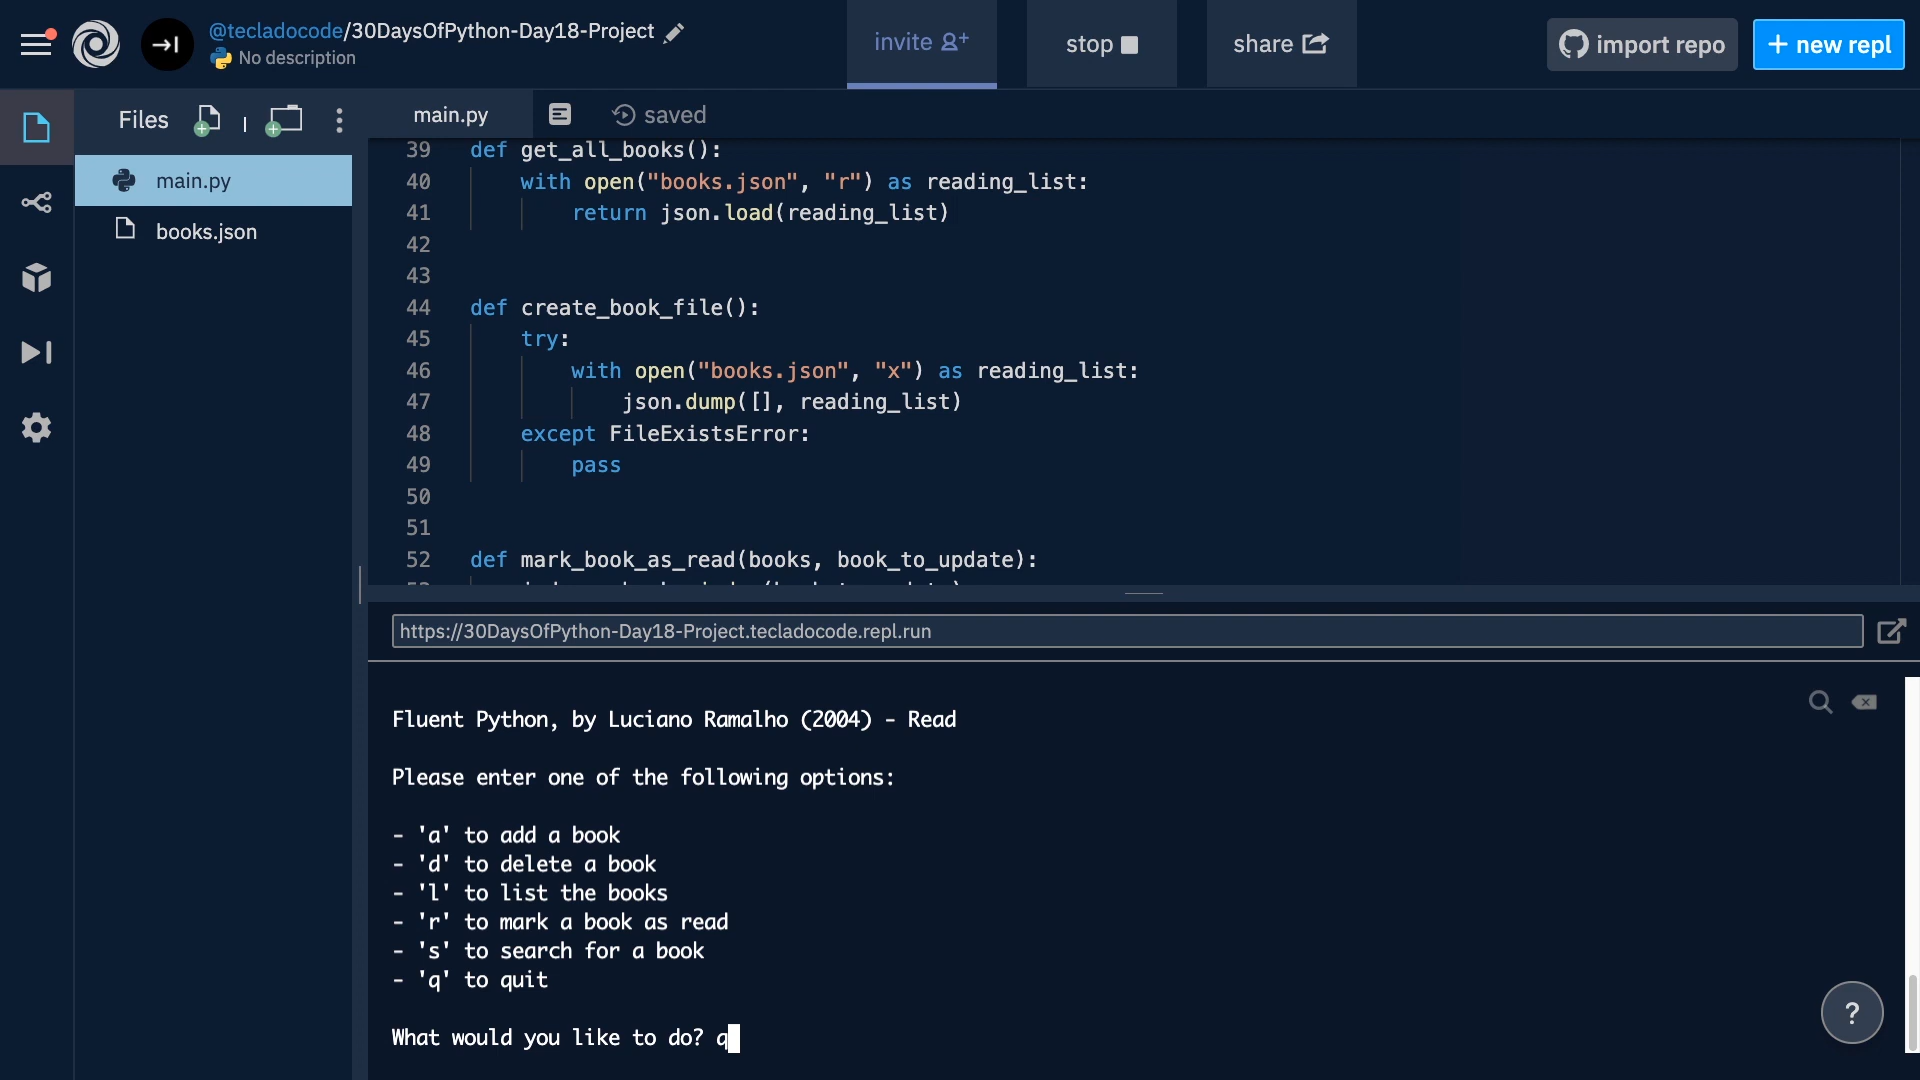 @tecladocode/30DaysOfPython-Day18-Project
No description
invite
stop
share
import repo
+ new repl
Files
main.py
books.json
main.py
saved
39 def get_all_books():
40 with open("books.json", "r") as reading_list:
41 return json.load(reading_list)
42
43
44 def create_book_file():
45 try:
46 with open("books.json", "x") as reading_list:
47 json.dump([], reading_list)
48 except FileExistsError:
49 pass
50
51
52 def mark_book_as_read(books, book_to_update):
https://30DaysOfPython-Day18-Project.tecladocode.repl.run
Fluent Python, by Luciano Ramalho (2004) - Read
Please enter one of the following options:
- 'a' to add a book
- 'd' to delete a book
- 'l' to list the books
- 'r' to mark a book as read
- 's' to search for a book
- 'q' to quit
What would you like to do? q
?